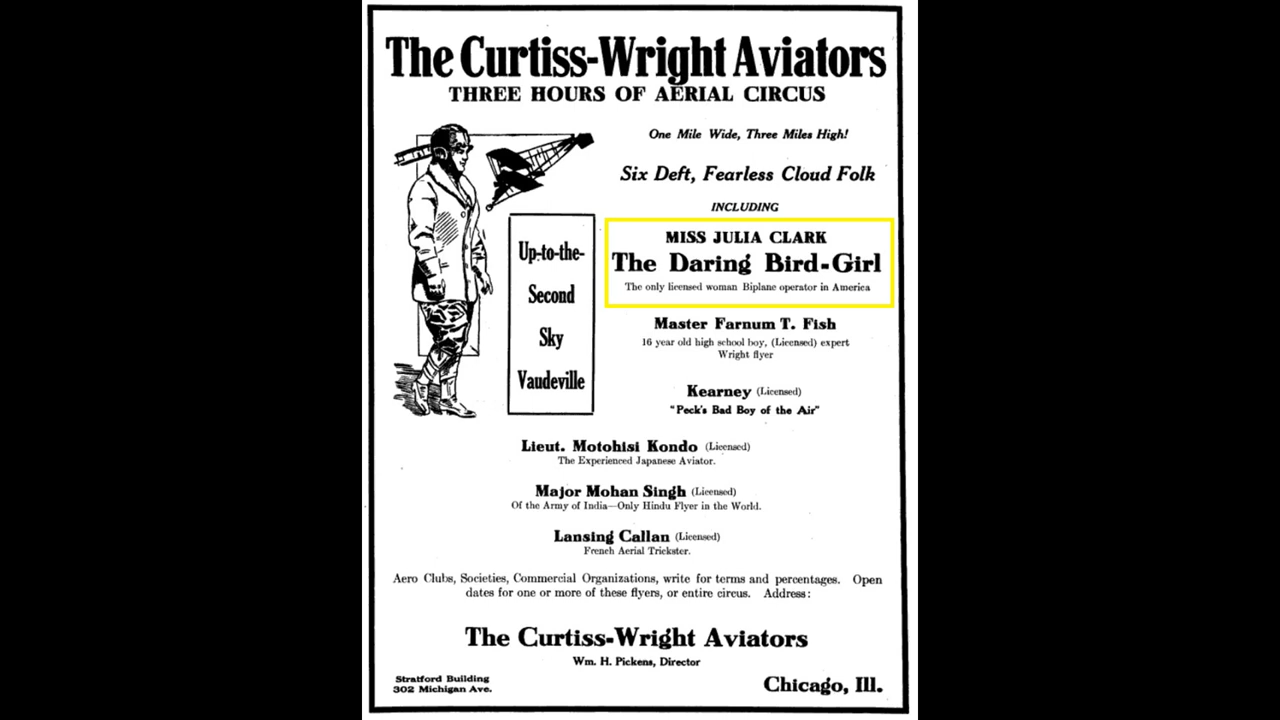 The Curtiss-Wright Aviators
THREE HOURS OF AERIAL CIRCUS
One Mile Wide, Three Miles High!
Six Deft, Fearless Cloud Folk
INCLUDING
MISS JULIA CLARK
The Daring Bird-Girl
The only licensed woman Biplane operator in America
Up-to-the-
Second
Sky
Vaudeville
Master Farnum T. Fish
16 year old high school boy, (Licensed) expert
Wright flyer
Kearney (Licensed)
"Peck's Bad Boy of the Air"
Lieut. Motohisi Kondo (Licensed)
The Experienced Japanese Aviator.
Major Mohan Singh (Licensed)
Of the Army of India—Only Hindu Flyer in the World.
Lansing Callan (Licensed)
French Aerial Trickster.
Aero Clubs, Societies, Commercial Organizations, write for terms and percentages. Open
dates for one or more of these flyers, or entire circus. Address:
The Curtiss-Wright Aviators
Wm. H. Pickens, Director
Stratford Building
302 Michigan Ave.
Chicago, Ill.